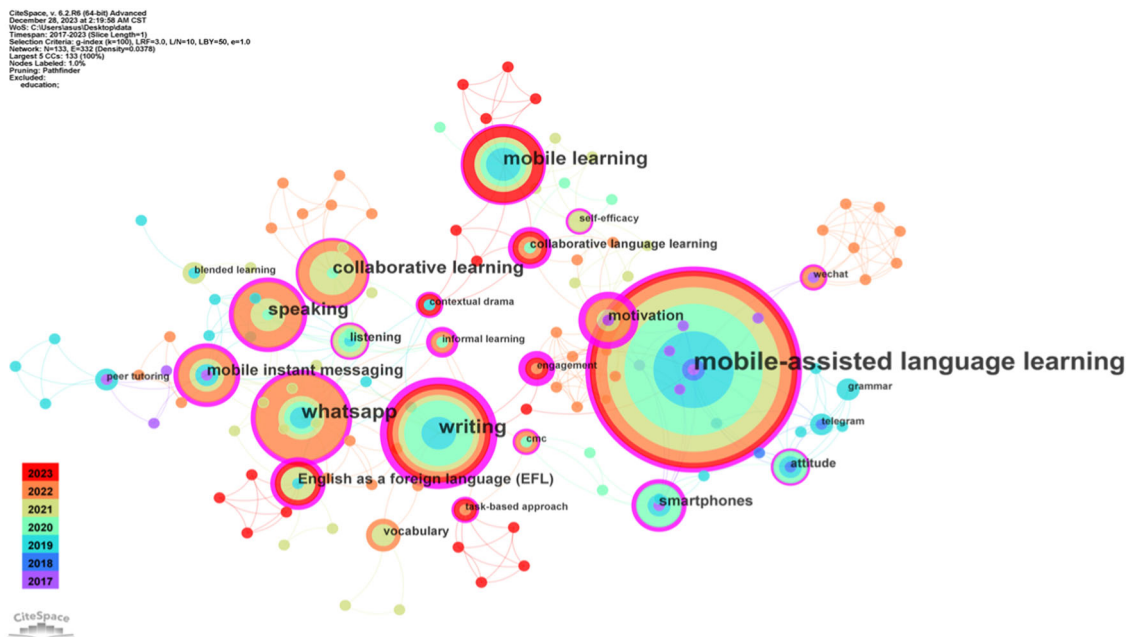 CiteSpace, v. 6.2.R6 (64-bit) Advanced
December 28, 2023 at 2:19:58 AM CST
WoS: C:\Users\asus\Desktop\data
Timespan: 2017-2023 (Slice Length=1)
Selection Criteria: g-index (k=100), LRF=3.0, L/N=10, LBY=50, e=1.0
Network: N=133, E=332 (Density=0.0378)
Largest 5 CCs: 133 (100%)
Nodes Labeled: 1.0%
Pruning: Pathfinder
Excluded:
education;
mobile learning
self-efficacy
collaborative language learning
blended learning
collaborative learning
wechat
contextual drama
speaking
motivation
listening
informal learning
mobile-assisted language learning
engagement
peer tutoring
mobile instant messaging
grammar
whatsapp
telegram
writing
cmc
attitude
English as a foreign language (EFL)
smartphones
task-based approach
vocabulary
2023
2022
2021
2020
2019
2018
2017
CiteSpace